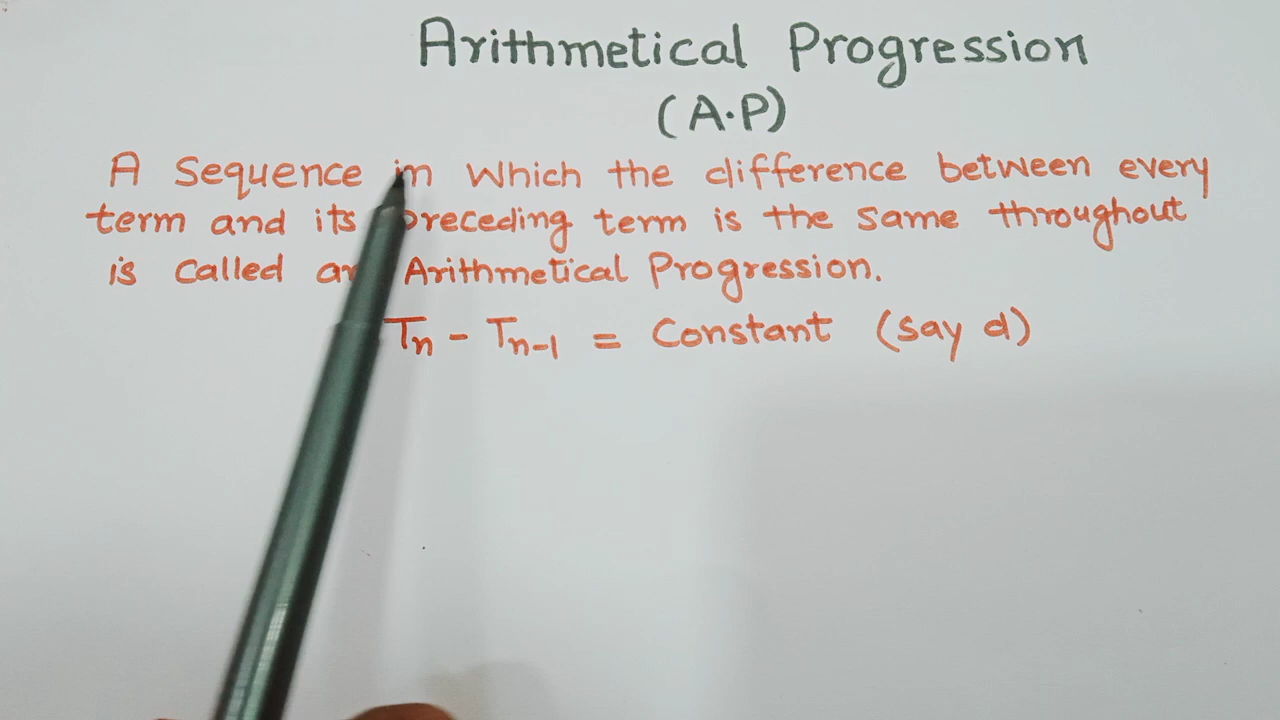 Arithmetical Progression
(A.P)
A Sequence in Which the difference between every
term and its preceding term is the same throughout
is called an Arithmetical Progression.
Tn - Tn-1 = Constant (say d)